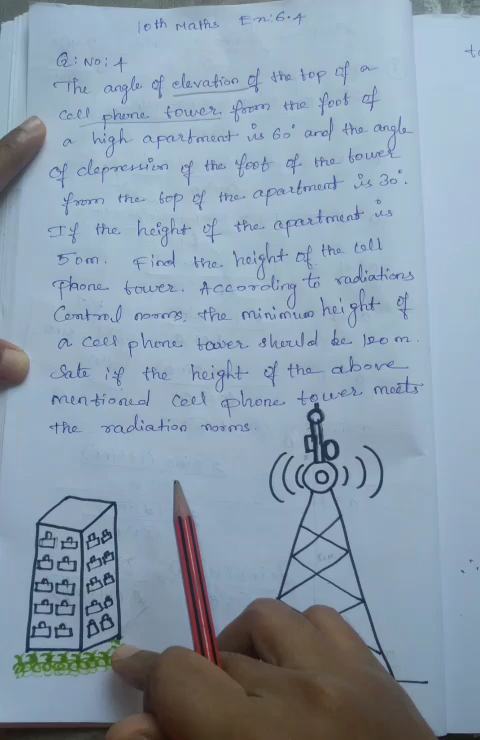 10th Maths Ex:6.4
Q: No: 4
The angle of elevation of the top of a
cell phone tower from the foot of
a high apartment is 60° and the angle
of depression of the foot of the tower
from the top of the apartment is 30°.
If the height of the apartment is
50m. Find the height of the cell
phone tower. According to radiations
Control norms, the minimum height of
a cell phone tower should be 120 m.
Sate if the height of the above
mentioned cell phone tower meets
the radiation norms.